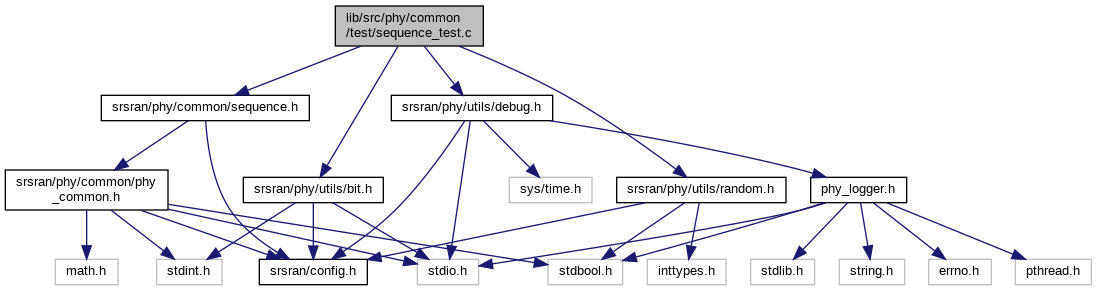 lib/src/phy/common
/test/sequence_test.c
srsran/phy/common/sequence.h
srsran/phy/utils/debug.h
srsran/phy/common/phy
_common.h
srsran/phy/utils/bit.h
sys/time.h
srsran/phy/utils/random.h
phy_logger.h
math.h
stdint.h
srsran/config.h
stdio.h
stdbool.h
inttypes.h
stdlib.h
string.h
errno.h
pthread.h